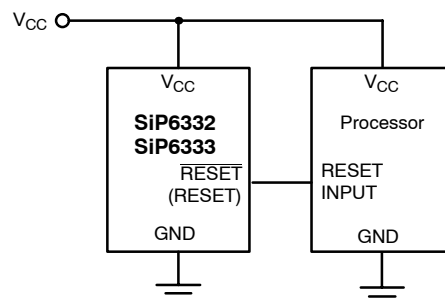 VCC
VCC
SiP6332
SiP6333
RESET
(RESET)
GND
VCC
Processor
RESET
INPUT
GND